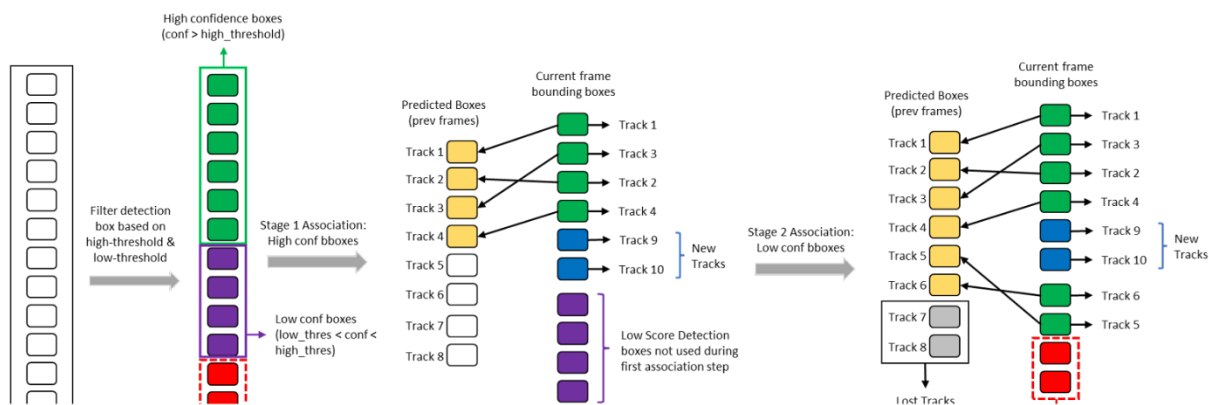 High confidence boxes
(conf > high_threshold)
Filter detection
box based on
high-threshold &
low-threshold
Low conf boxes
(low_thres < conf <
high_thres)
Stage 1 Association:
High conf bboxes
Predicted Boxes
(prev frames)
Track 1
Track 2
Track 3
Track 4
Track 5
Track 6
Track 7
Track 8
Current frame
bounding boxes
Track 1
Track 3
Track 2
Track 4
Track 9
Track 10
New
Tracks
Low Score Detection
boxes not used during
first association step
Stage 2 Association:
Low conf bboxes
Predicted Boxes
(prev frames)
Track 1
Track 2
Track 3
Track 4
Track 5
Track 6
Track 7
Track 8
Lost Tracks
Current frame
bounding boxes
Track 1
Track 3
Track 2
Track 4
Track 9
Track 10
New
Tracks
Track 6
Track 5